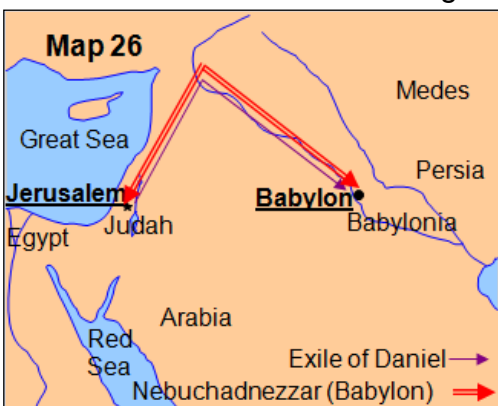 Map 26
Medes
Great Sea
Persia
Jerusalem
Babylon
Judah
Babylonia
Egypt
Arabia
Red
Sea
Exile of Daniel
Nebuchadnezzar (Babylon)